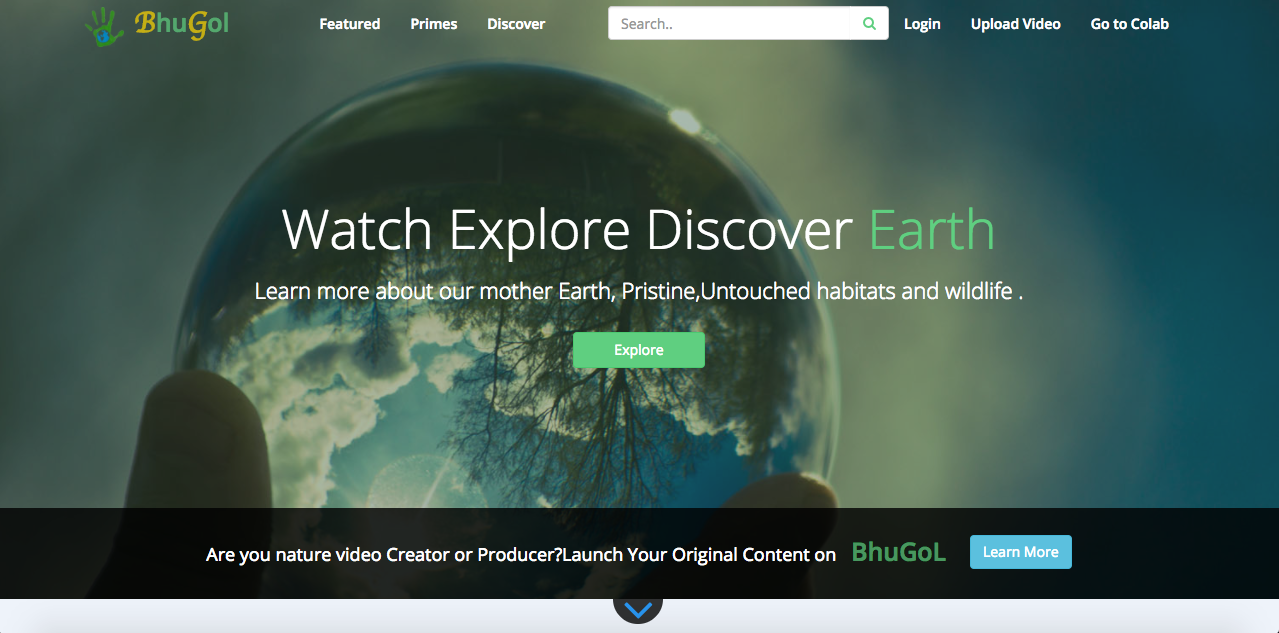 BhuGol
Featured Primes Discover
Search..
Login Upload Video Go to Colab
Watch Explore Discover Earth
Learn more about our mother Earth, Pristine,Untouched habitats and wildlife .
Explore
Are you nature video Creator or Producer?Launch Your Original Content on BhuGoL Learn More